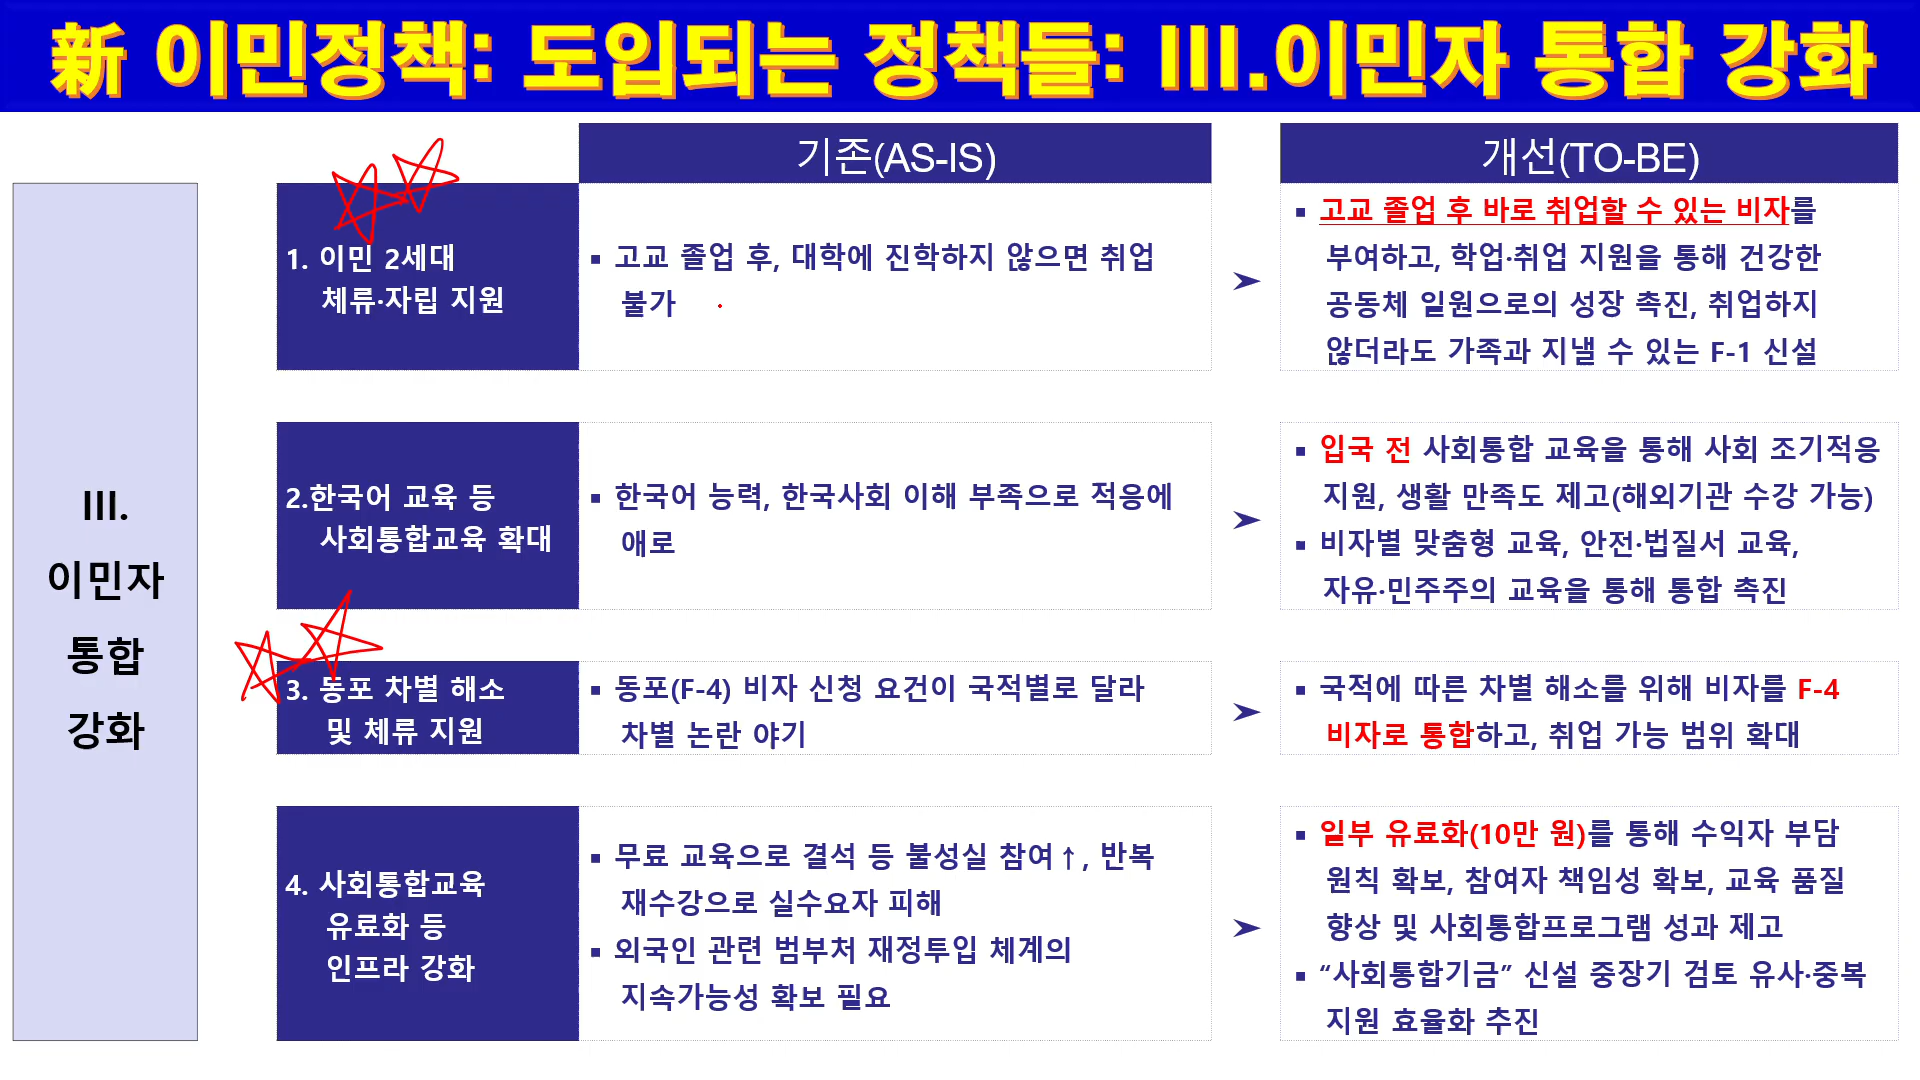 新 이민정책: 도입되는 정책들: III.이민자 통합 강화
기존(AS-IS)
개선(TO-BE)
III.
이민자
통합
강화
1. 이민 2세대
체류·자립 지원
▪ 고교 졸업 후, 대학에 진학하지 않으면 취업
불가
➤
▪ 고교 졸업 후 바로 취업할 수 있는 비자를
부여하고, 학업·취업 지원을 통해 건강한
공동체 일원으로의 성장 촉진, 취업하지
않더라도 가족과 지낼 수 있는 F-1 신설
2.한국어 교육 등
사회통합교육 확대
▪ 한국어 능력, 한국사회 이해 부족으로 적응에
애로
➤
▪ 입국 전 사회통합 교육을 통해 사회 조기적응
지원, 생활 만족도 제고(해외기관 수강 가능)
▪ 비자별 맞춤형 교육, 안전·법질서 교육,
자유·민주주의 교육을 통해 통합 촉진
3. 동포 차별 해소
및 체류 지원
▪ 동포(F-4) 비자 신청 요건이 국적별로 달라
차별 논란 야기
➤
▪ 국적에 따른 차별 해소를 위해 비자를 F-4
비자로 통합하고, 취업 가능 범위 확대
4. 사회통합교육
유료화 등
인프라 강화
▪ 무료 교육으로 결석 등 불성실 참여↑, 반복
재수강으로 실수요자 피해
▪ 외국인 관련 범부처 재정투입 체계의
지속가능성 확보 필요
➤
▪ 일부 유료화(10만 원)를 통해 수익자 부담
원칙 확보, 참여자 책임성 확보, 교육 품질
향상 및 사회통합프로그램 성과 제고
▪ “사회통합기금” 신설 중장기 검토 유사·중복
지원 효율화 추진